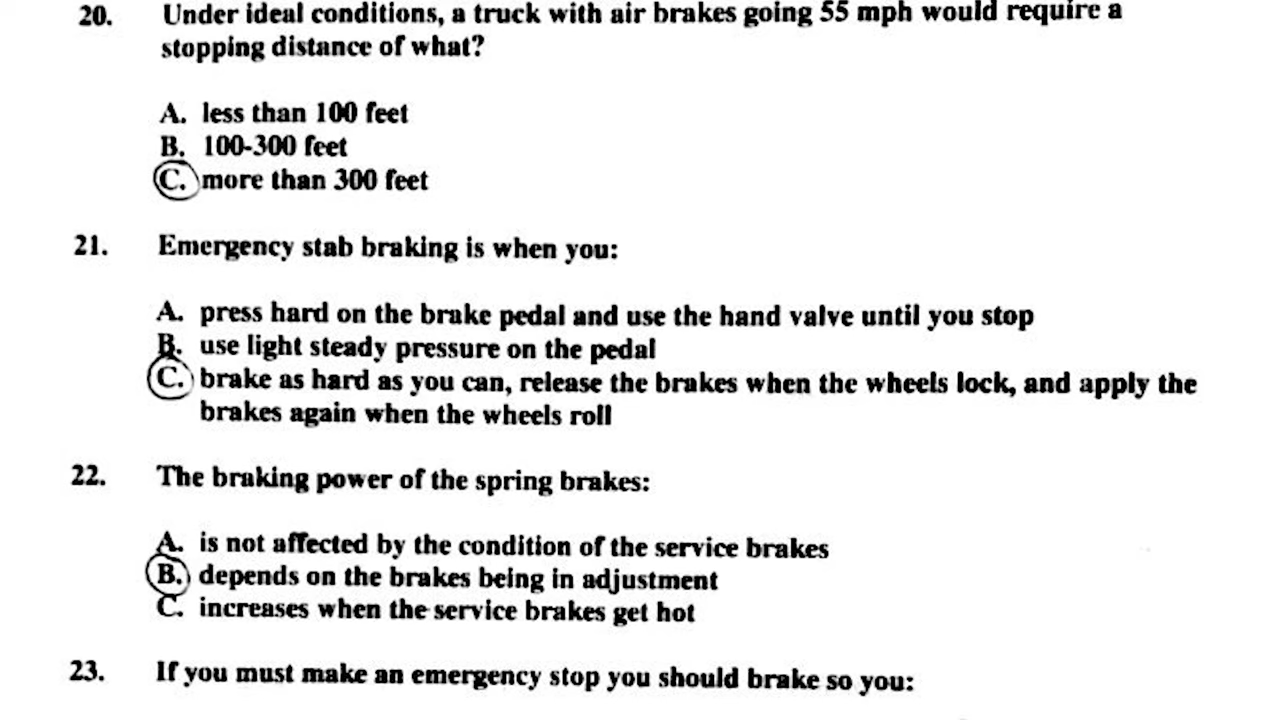 20. Under ideal conditions, a truck with air brakes going 55 mph would require a
stopping distance of what?
A. less than 100 feet
B. 100-300 feet
C. more than 300 feet
21. Emergency stab braking is when you:
A. press hard on the brake pedal and use the hand valve until you stop
B. use light steady pressure on the pedal
C. brake as hard as you can, release the brakes when the wheels lock, and apply the
brakes again when the wheels roll
22. The braking power of the spring brakes:
A. is not affected by the condition of the service brakes
B. depends on the brakes being in adjustment
C. increases when the service brakes get hot
23. If you must make an emergency stop you should brake so you: